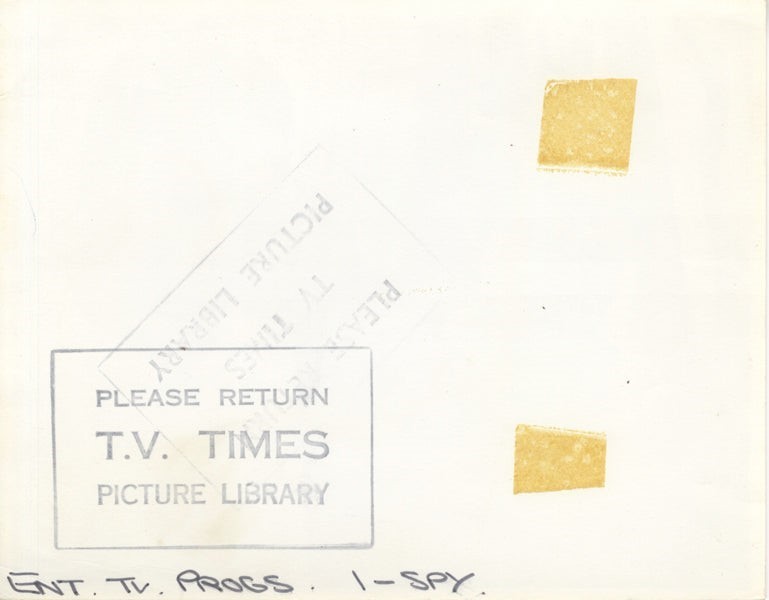 PICTURE LIBRARY
TV TIMES
PLEASE RETURN
PLEASE RETURN
T.V. TIMES
PICTURE LIBRARY
ENT. TV. PROGS. I-SPY.